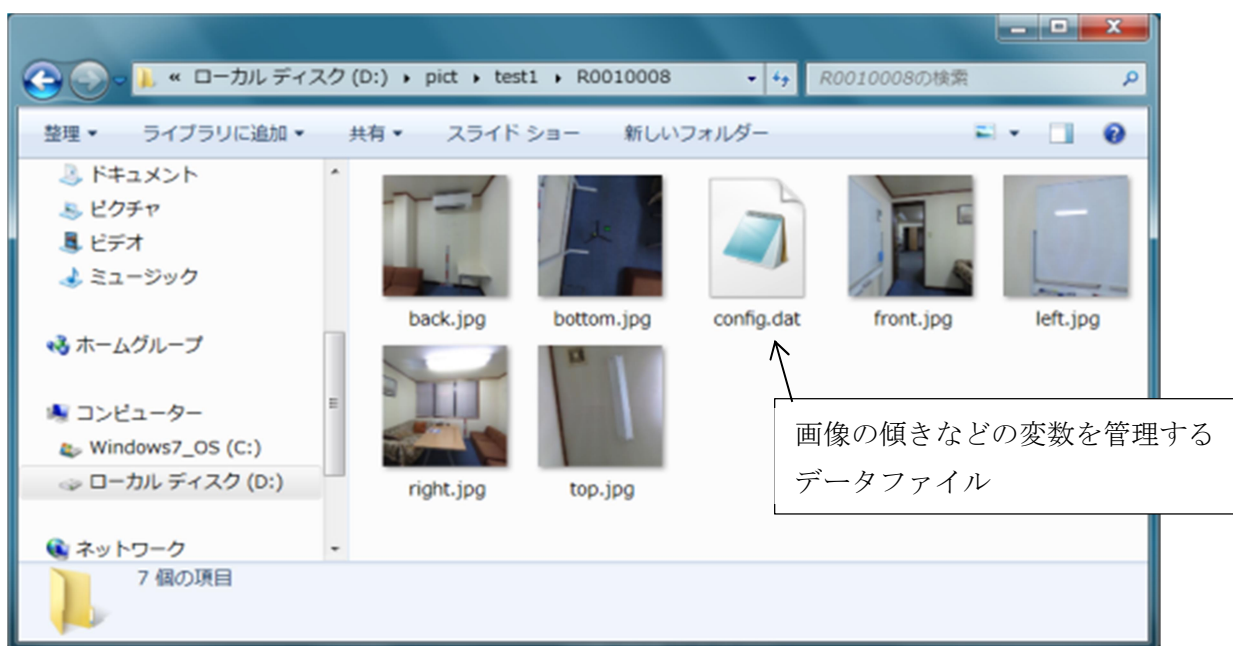 « ローカル ディスク (D:) ▸ pict ▸ test1 ▸ R0010008
R0010008の検索
整理 ライブラリに追加 共有 スライド ショー 新しいフォルダー
ドキュメント
ピクチャ
ビデオ
ミュージック
ホームグループ
コンピューター
Windows7_OS (C:)
ローカル ディスク (D:)
ネットワーク
back.jpg bottom.jpg config.dat front.jpg left.jpg
right.jpg top.jpg
画像の傾きなどの変数を管理する
データファイル
7 個の項目